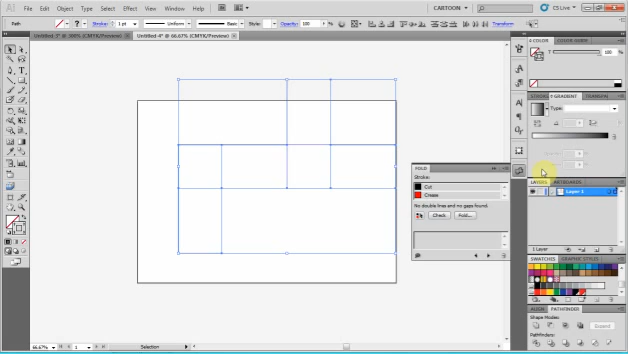 Ai File Edit Object Type Select Effect View Window Help CARTOON CS Live
Path Stroke: 1 pt Uniform Basic Style: Opacity: 100 % Transform
Untitled-3* @ 100% (CMYK/Preview) Untitled-4* @ 66.67% (CMYK/Preview)
COLOR COLOR GUIDE
T 100 %
STROKE GRADIENT TRANSPAR
Type:
FOLD
Stroke:
Cut
Crease
No double lines and no gaps found.
Check Fold...
LAYERS ARTBOARDS
Layer 1
1 Layer
SWATCHES GRAPHIC STYLES
ALIGN PATHFINDER
Shape Modes:
Expand
Pathfinders:
66.67% 1 Selection